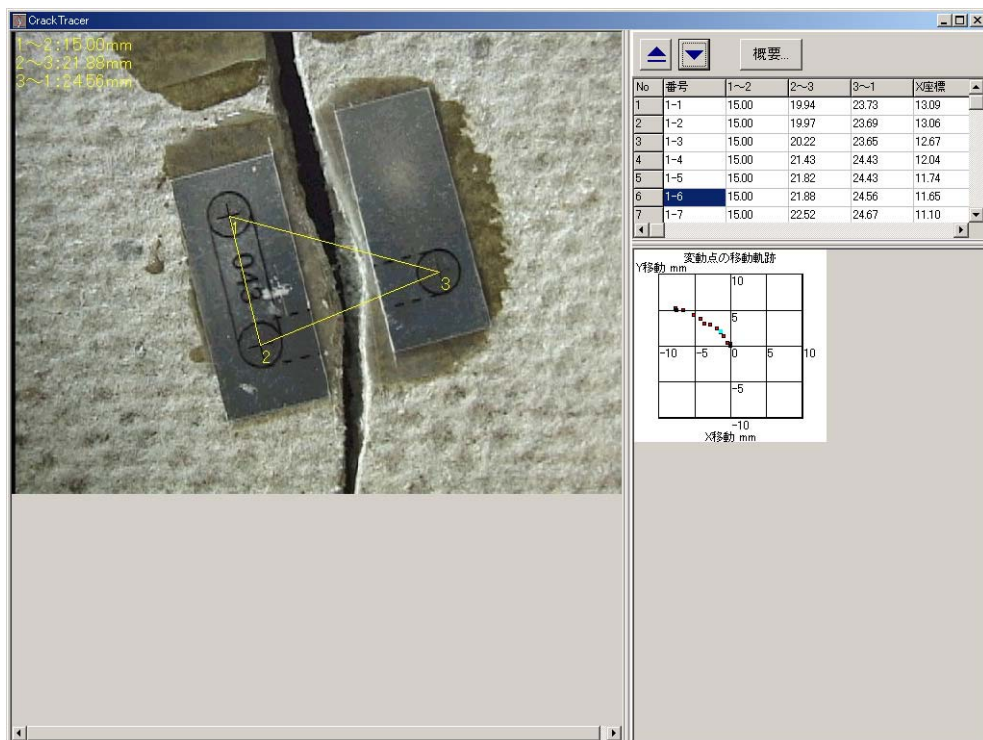 CrackTracer
1～2:15.00mm
2～3:21.88mm
3～1:24.56mm
1
2
3
概要...
No 番号 1～2 2～3 3～1 X座標
1 1-1 15.00 19.94 23.73 13.09
2 1-2 15.00 19.97 23.69 13.06
3 1-3 15.00 20.22 23.65 12.67
4 1-4 15.00 21.43 24.43 12.04
5 1-5 15.00 21.82 24.43 11.74
6 1-6 15.00 21.88 24.56 11.65
7 1-7 15.00 22.52 24.67 11.10
変動点の移動軌跡
Y移動 mm
10
5
-10 -5 0 5 10
-5
-10
X移動 mm